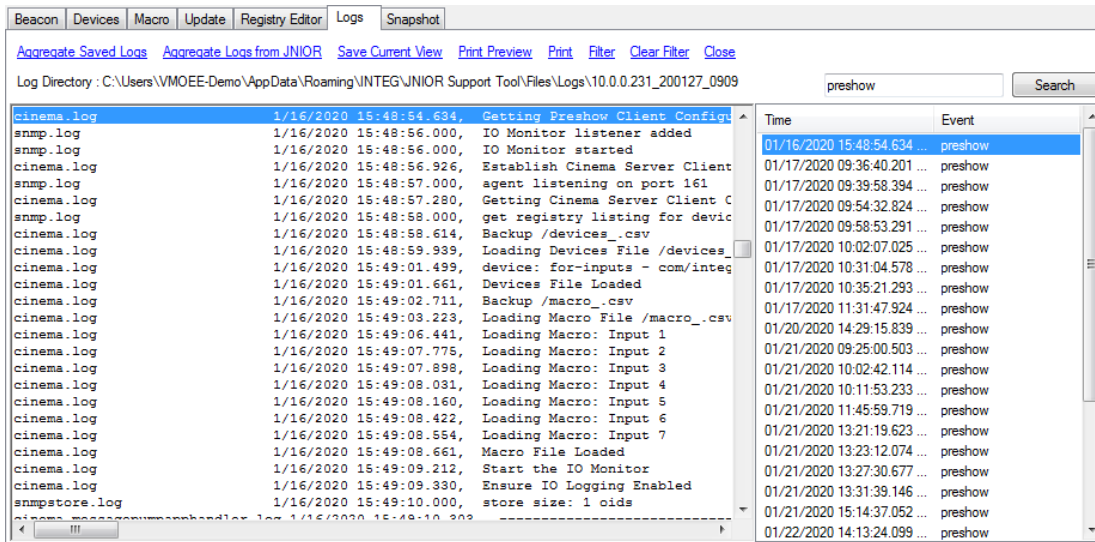 Beacon Devices Macro Update Registry Editor Logs Snapshot
Aggregate Saved Logs Aggregate Logs from JNIOR Save Current View Print Preview Print Filter Clear Filter Close
Log Directory : C:\Users\VMOEE-Demo\AppData\Roaming\INTEG\JNIOR Support Tool\Files\Logs\10.0.0.231_200127_0909
preshow Search
cinema.log 1/16/2020 15:48:54.634, Getting Preshow Client Configu
snmp.log 1/16/2020 15:48:56.000, IO Monitor listener added
snmp.log 1/16/2020 15:48:56.000, IO Monitor started
cinema.log 1/16/2020 15:48:56.926, Establish Cinema Server Client
snmp.log 1/16/2020 15:48:57.000, agent listening on port 161
cinema.log 1/16/2020 15:48:57.280, Getting Cinema Server Client C
snmp.log 1/16/2020 15:48:58.000, get registry listing for devic
cinema.log 1/16/2020 15:48:58.614, Backup /devices_.csv
cinema.log 1/16/2020 15:48:59.939, Loading Devices File /devices_
cinema.log 1/16/2020 15:49:01.499, device: for-inputs - com/integ
cinema.log 1/16/2020 15:49:01.661, Devices File Loaded
cinema.log 1/16/2020 15:49:02.711, Backup /macro_.csv
cinema.log 1/16/2020 15:49:03.223, Loading Macro File /macro_.csv
cinema.log 1/16/2020 15:49:06.441, Loading Macro: Input 1
cinema.log 1/16/2020 15:49:07.775, Loading Macro: Input 2
cinema.log 1/16/2020 15:49:07.898, Loading Macro: Input 3
cinema.log 1/16/2020 15:49:08.031, Loading Macro: Input 4
cinema.log 1/16/2020 15:49:08.160, Loading Macro: Input 5
cinema.log 1/16/2020 15:49:08.422, Loading Macro: Input 6
cinema.log 1/16/2020 15:49:08.554, Loading Macro: Input 7
cinema.log 1/16/2020 15:49:08.661, Macro File Loaded
cinema.log 1/16/2020 15:49:09.212, Start the IO Monitor
cinema.log 1/16/2020 15:49:09.330, Ensure IO Logging Enabled
snmpstore.log 1/16/2020 15:49:10.000, store size: 1 oids
cinema.messagepumpapphandler.log 1/16/2020 15:49:10.303
Time Event
01/16/2020 15:48:54.634 ... preshow
01/17/2020 09:36:40.201 ... preshow
01/17/2020 09:39:58.394 ... preshow
01/17/2020 09:54:32.824 ... preshow
01/17/2020 09:58:53.291 ... preshow
01/17/2020 10:02:07.025 ... preshow
01/17/2020 10:31:04.578 ... preshow
01/17/2020 10:35:21.293 ... preshow
01/17/2020 11:31:47.924 ... preshow
01/20/2020 14:29:15.839 ... preshow
01/21/2020 09:25:00.503 ... preshow
01/21/2020 10:02:42.114 ... preshow
01/21/2020 10:11:53.233 ... preshow
01/21/2020 11:45:59.719 ... preshow
01/21/2020 13:21:19.623 ... preshow
01/21/2020 13:23:12.074 ... preshow
01/21/2020 13:27:30.677 ... preshow
01/21/2020 13:31:39.146 ... preshow
01/21/2020 15:14:37.052 ... preshow
01/22/2020 14:13:24.099 ... preshow